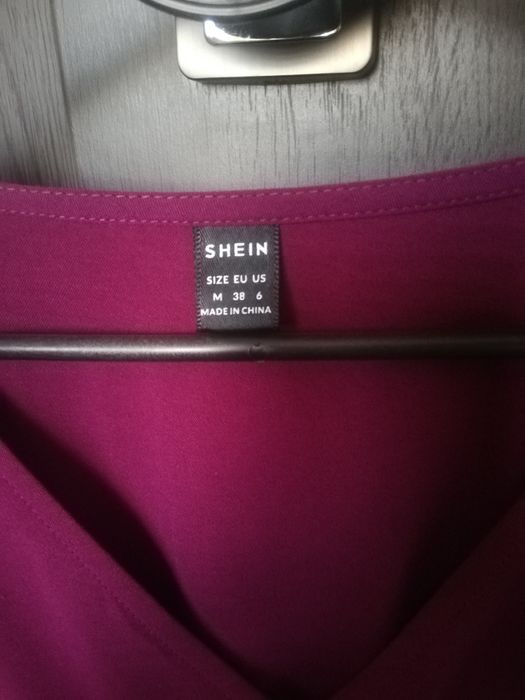 SHEIN
SIZE EU US
M 38 6
MADE IN CHINA